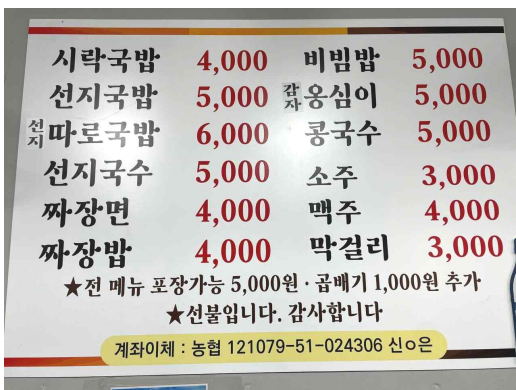 시락국밥 4,000 비빔밥 5,000
선지국밥 5,000 감자 옹심이 5,000
선지 따로국밥 6,000 콩국수 5,000
선지국수 5,000 소주 3,000
짜장면 4,000 맥주 4,000
짜장밥 4,000 막걸리 3,000
★전 메뉴 포장가능 5,000원 · 곱배기 1,000원 추가
★선불입니다. 감사합니다
계좌이체 : 농협 121079-51-024306 신ㅇ은